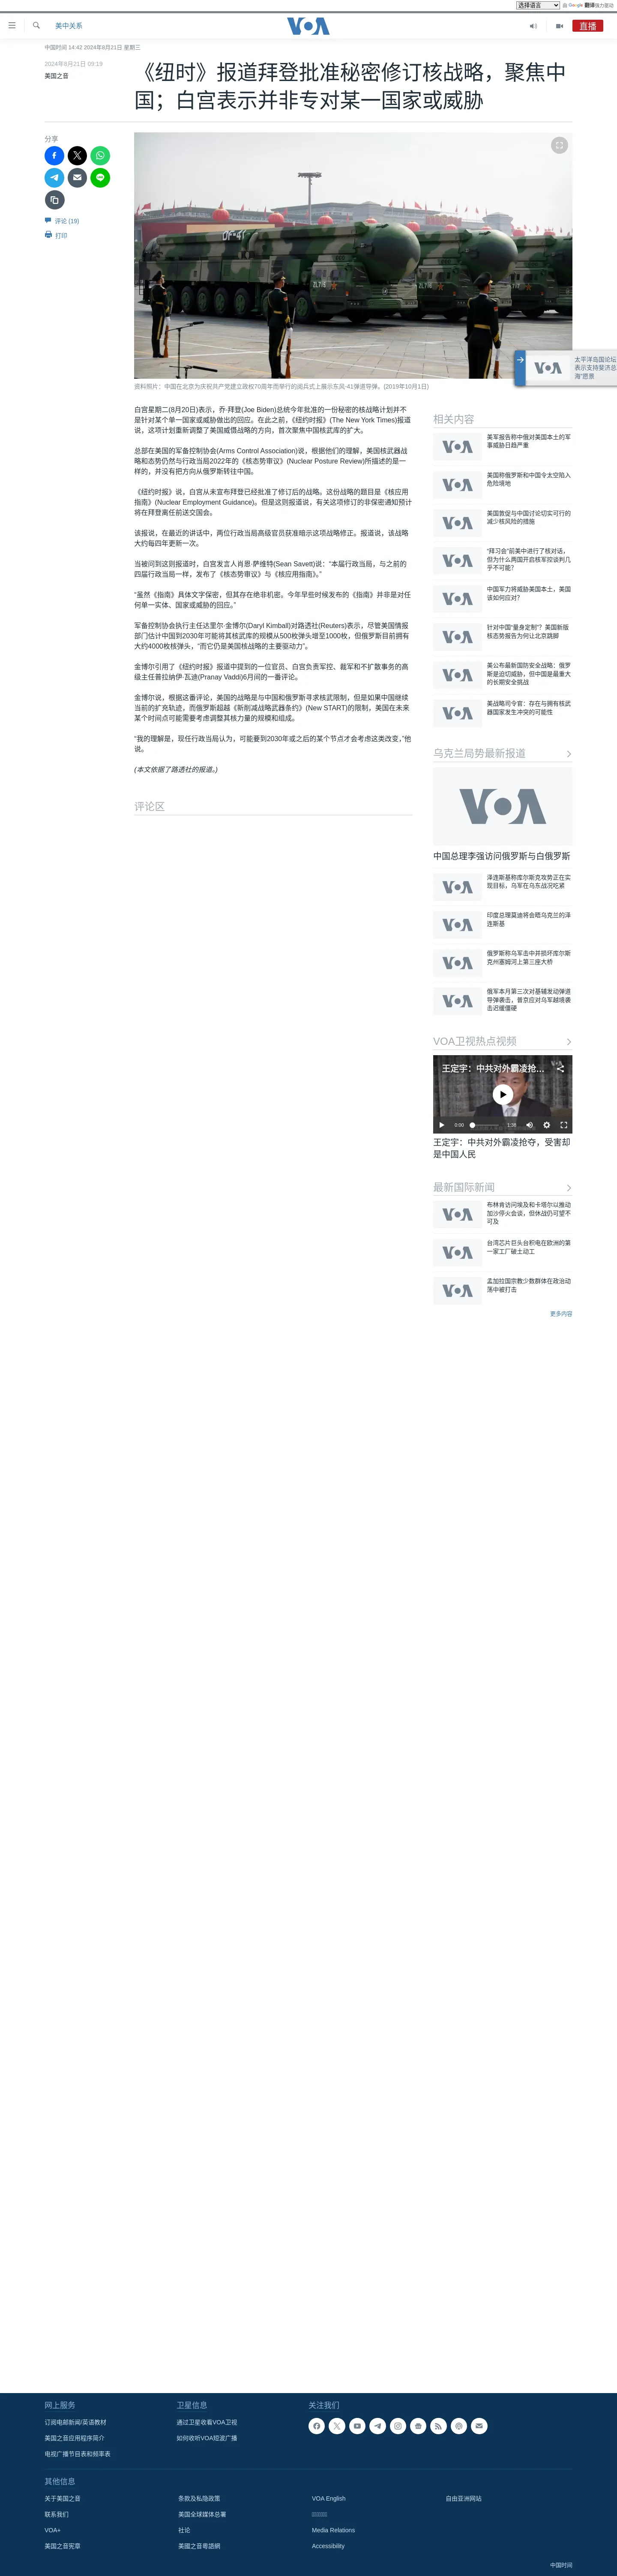 选择语言 由 Google 翻译强力驱动
美中关系
VOA
直播
中国时间 14:42 2024年8月21日 星期三
2024年8月21日 09:19
美国之音
《纽时》报道拜登批准秘密修订核战略，聚焦中
国；白宫表示并非专对某一国家或威胁
分享
评论 (19)
打印
资料照片：中国在北京为庆祝共产党建立政权70周年而举行的阅兵式上展示东风-41弹道导弹。(2019年10月1日)
太平洋岛国论坛
表示支持斐济总
海”愿景
白宫星期二(8月20日)表示，乔·拜登(Joe Biden)总统今年批准的一份秘密的核战略计划并不
是针对某个单一国家或威胁做出的回应。在此之前，《纽约时报》(The New York Times)报道
说，这项计划重新调整了美国威慑战略的方向，首次聚焦中国核武库的扩大。
总部在美国的军备控制协会(Arms Control Association)说，根据他们的理解，美国核武器战
略和态势仍然与行政当局2022年的《核态势审议》(Nuclear Posture Review)所描述的是一
样的，并没有把方向从俄罗斯转往中国。
《纽约时报》说，白宫从未宣布拜登已经批准了修订后的战略。这份战略的题目是《核应用
指南》(Nuclear Employment Guidance)。但是这则报道说，有关这项修订的非保密通知预计
将在拜登离任前送交国会。
该报说，在最近的讲话中，两位行政当局高级官员获准暗示这项战略修正。报道说，该战略
大约每四年更新一次。
当被问到这则报道时，白宫发言人肖恩·萨维特(Sean Savett)说：“本届行政当局，与之前的
四届行政当局一样，发布了《核态势审议》与《核应用指南》。”
“虽然《指南》具体文字保密，但其存在绝非机密。今年早些时候发布的《指南》并非是对任
何单一实体、国家或威胁的回应。”
军备控制协会执行主任达里尔·金博尔(Daryl Kimball)对路透社(Reuters)表示，尽管美国情报
部门估计中国到2030年可能将其核武库的规模从500枚弹头增至1000枚，但俄罗斯目前拥有
大约4000枚核弹头，“而它仍是美国核战略的主要驱动力”。
金博尔引用了《纽约时报》报道中提到的一位官员、白宫负责军控、裁军和不扩散事务的高
级主任普拉纳伊·瓦迪(Pranay Vaddi)6月间的一番评论。
金博尔说，根据这番评论，美国的战略是与中国和俄罗斯寻求核武限制，但是如果中国继续
当前的扩充轨迹，而俄罗斯超越《新削减战略武器条约》(New START)的限制，美国在未来
某个时间点可能需要考虑调整其核力量的规模和组成。
“我的理解是，现任行政当局认为，可能要到2030年或之后的某个节点才会考虑这类改变，”他
说。
(本文依据了路透社的报道。)
评论区
相关内容
美军报告称中俄对美国本土的军
事威胁日趋严重
美国称俄罗斯和中国令太空陷入
危险境地
美国敦促与中国讨论切实可行的
减少核风险的措施
“拜习会”前美中进行了核对话，
但为什么两国开启核军控谈判几
乎不可能？
中国军力将威胁美国本土，美国
该如何应对？
针对中国“量身定制”？美国新版
核态势报告为何让北京跳脚
美公布最新国防安全战略：俄罗
斯是迫切威胁，但中国是最重大
的长期安全挑战
美战略司令官：存在与拥有核武
器国家发生冲突的可能性
乌克兰局势最新报道
VOA
中国总理李强访问俄罗斯与白俄罗斯
泽连斯基称库尔斯克攻势正在实
现目标，乌军在乌东战况吃紧
印度总理莫迪将会晤乌克兰的泽
连斯基
俄罗斯称乌军击中并损坏库尔斯
克州塞姆河上第三座大桥
俄军本月第三次对基辅发动弹道
导弹袭击，普京应对乌军越境袭
击迟缓僵硬
VOA卫视热点视频
王定宇：中共对外霸凌抢...
0:00 1:38
王定宇：中共对外霸凌抢夺，受害却
是中国人民
最新国际新闻
布林肯访问埃及和卡塔尔以推动
加沙停火会谈，但休战仍可望不
可及
台湾芯片巨头台积电在欧洲的第
一家工厂破土动工
孟加拉国宗教少数群体在政治动
荡中被打击
更多内容
网上服务 卫星信息 关注我们
订阅电邮新闻/英语教材 通过卫星收看VOA卫视
美国之音应用程序简介 如何收听VOA短波广播
电视广播节目表和频率表
其他信息
关于美国之音 条款及私隐政策 VOA English 自由亚洲网站
联系我们 美国全球媒体总署
VOA+ 社论 Media Relations
美国之音宪章 美國之音粵語網 Accessibility
中国时间